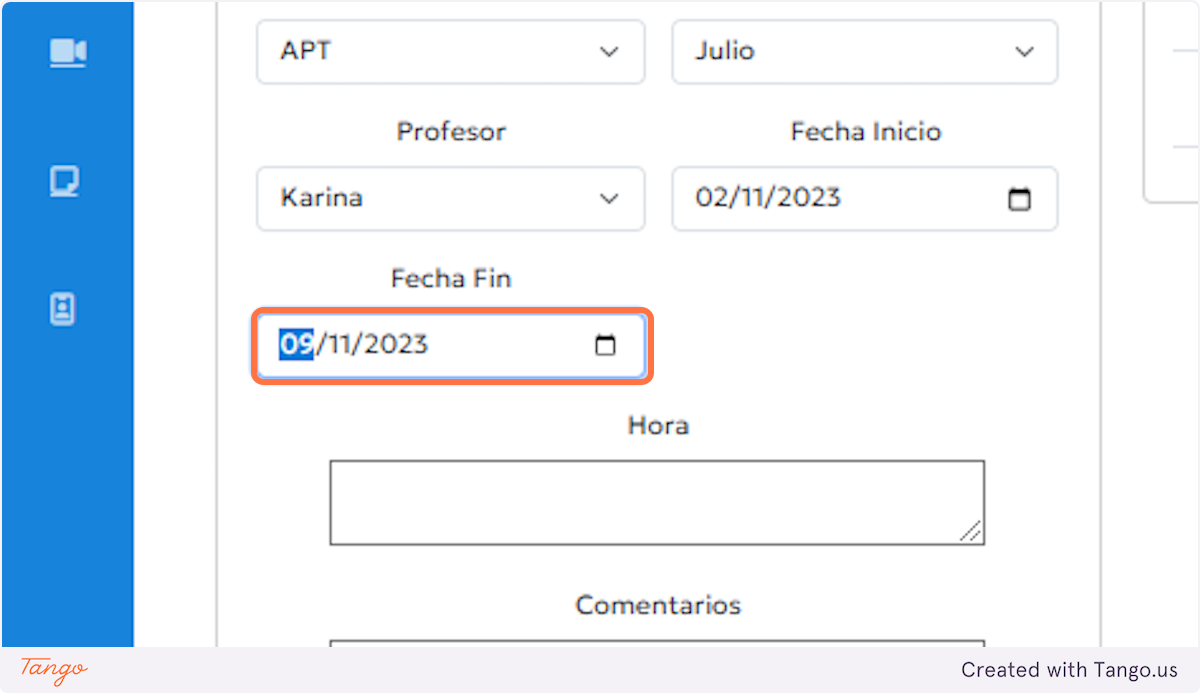 APT Julio
Profesor Fecha Inicio
Karina 02/11/2023
Fecha Fin
09/11/2023
Hora
Comentarios
Tango Created with Tango.us